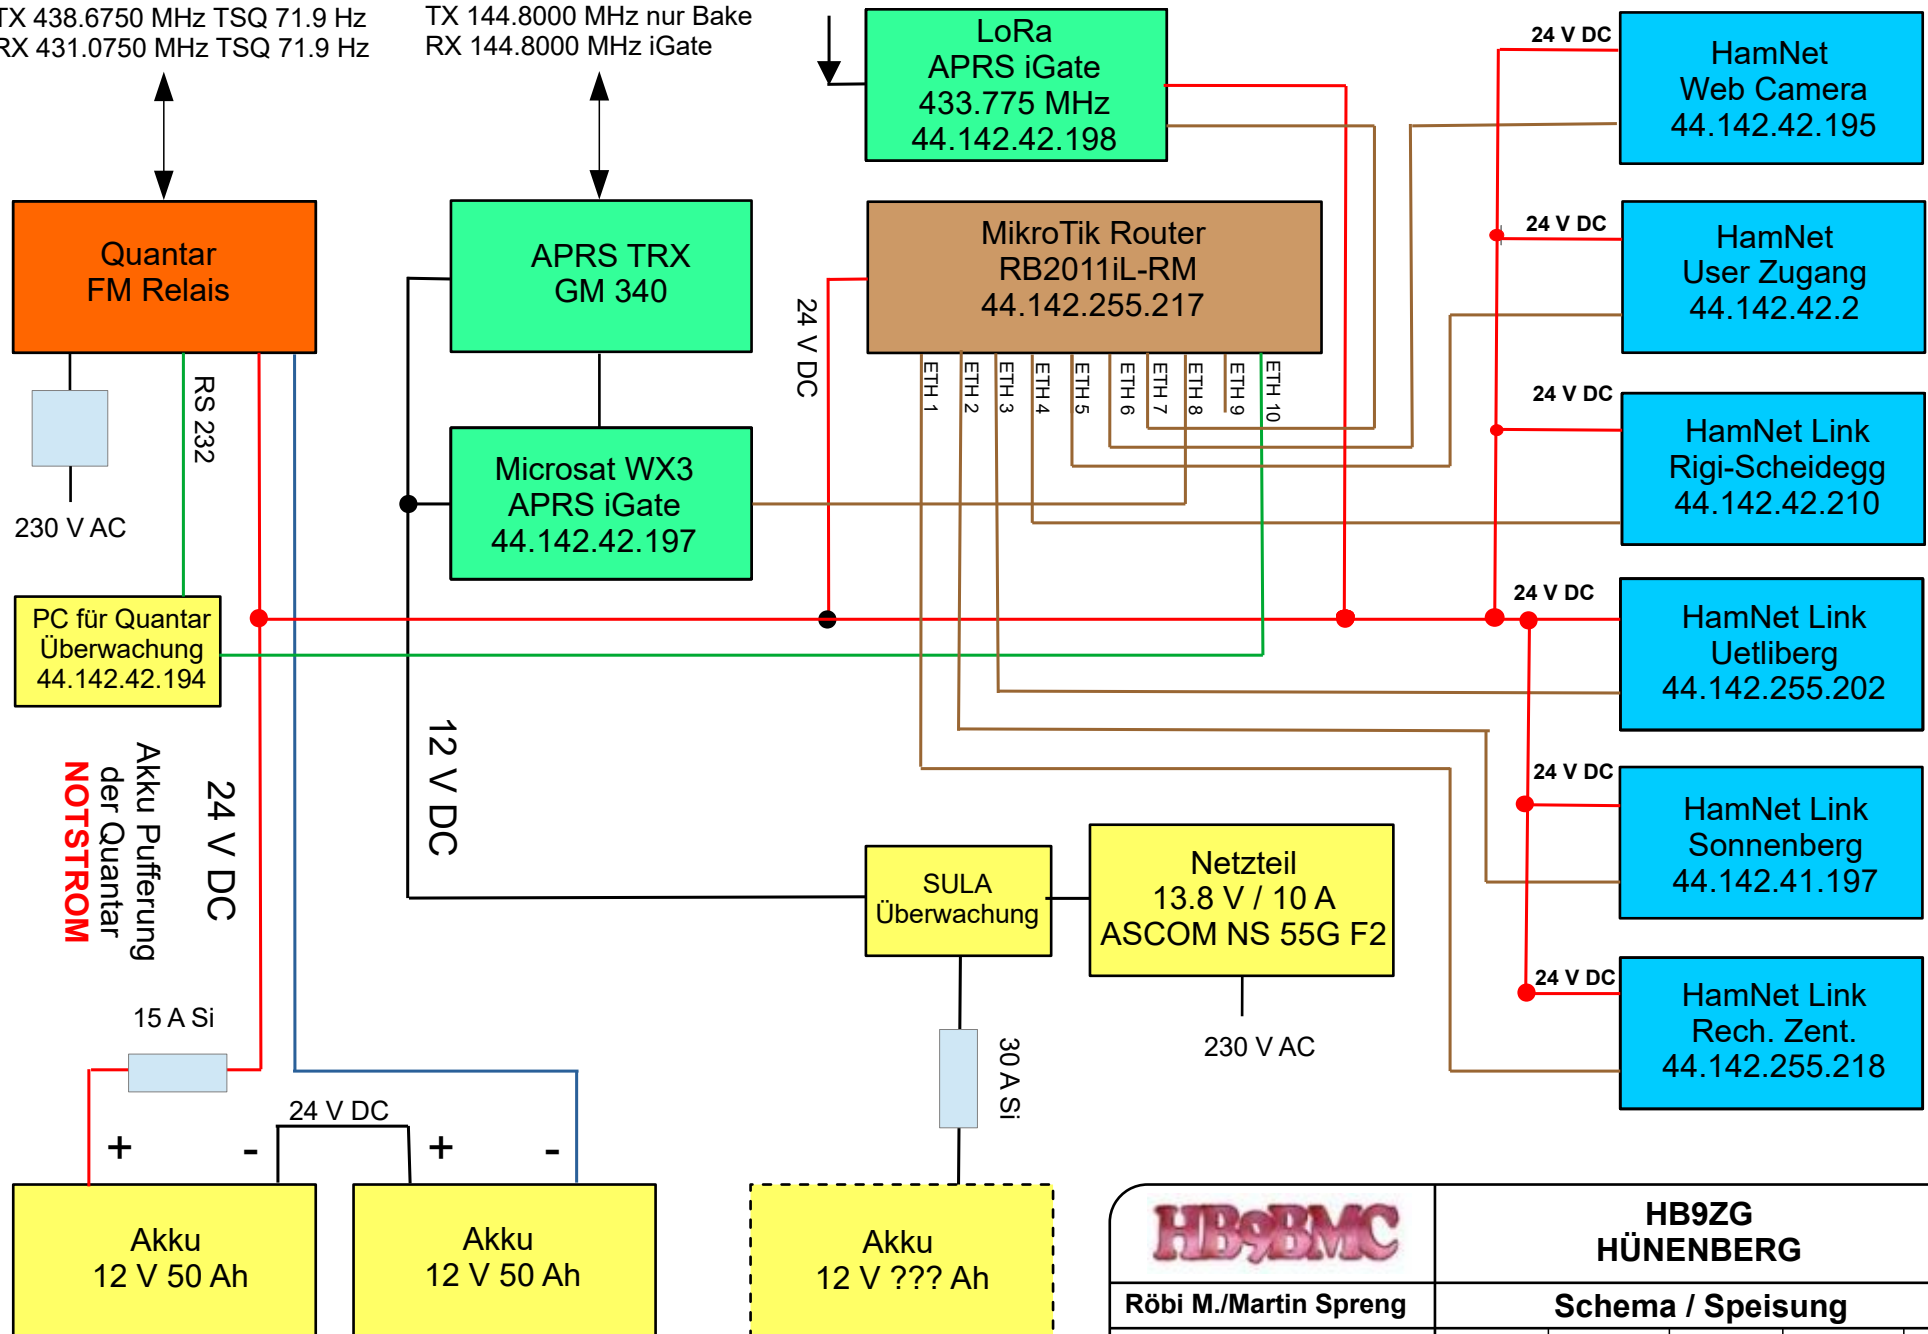 TX 438.6750 MHz TSQ 71.9 Hz
RX 431.0750 MHz TSQ 71.9 Hz
TX 144.8000 MHz nur Bake
RX 144.8000 MHz iGate
LoRa
APRS iGate
433.775 MHz
44.142.42.198
24 V DC
HamNet
Web Camera
44.142.42.195
Quantar
FM Relais
APRS TRX
GM 340
MikroTik Router
RB2011iL-RM
44.142.255.217
24 V DC
HamNet
User Zugang
44.142.42.2
24 V DC
ETH 1
ETH 2
ETH 3
ETH 4
ETH 5
ETH 6
ETH 7
ETH 8
ETH 9
ETH 10
RS 232
230 V AC
Microsat WX3
APRS iGate
44.142.42.197
24 V DC
HamNet Link
Rigi-Scheidegg
44.142.42.210
PC für Quantar
Überwachung
44.142.42.194
24 V DC
HamNet Link
Uetliberg
44.142.255.202
24 V DC
Akku Pufferung
der Quantar
NOTSTROM
12 V DC
24 V DC
HamNet Link
Sonnenberg
44.142.41.197
SULA
Überwachung
Netzteil
13.8 V / 10 A
ASCOM NS 55G F2
230 V AC
24 V DC
HamNet Link
Rech. Zent.
44.142.255.218
15 A Si
30 A Si
24 V DC
+
-
+
-
Akku
12 V 50 Ah
Akku
12 V 50 Ah
Akku
12 V ??? Ah
HB9BMC
HB9ZG
HÜNENBERG
Röbi M./Martin Spreng
Schema / Speisung